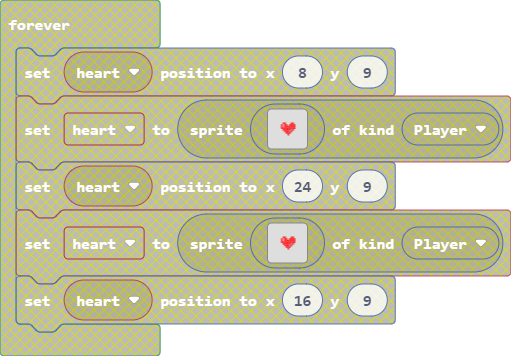 forever
set heart position to x 8 y 9
set heart to sprite of kind Player
set heart position to x 24 y 9
set heart to sprite of kind Player
set heart position to x 16 y 9